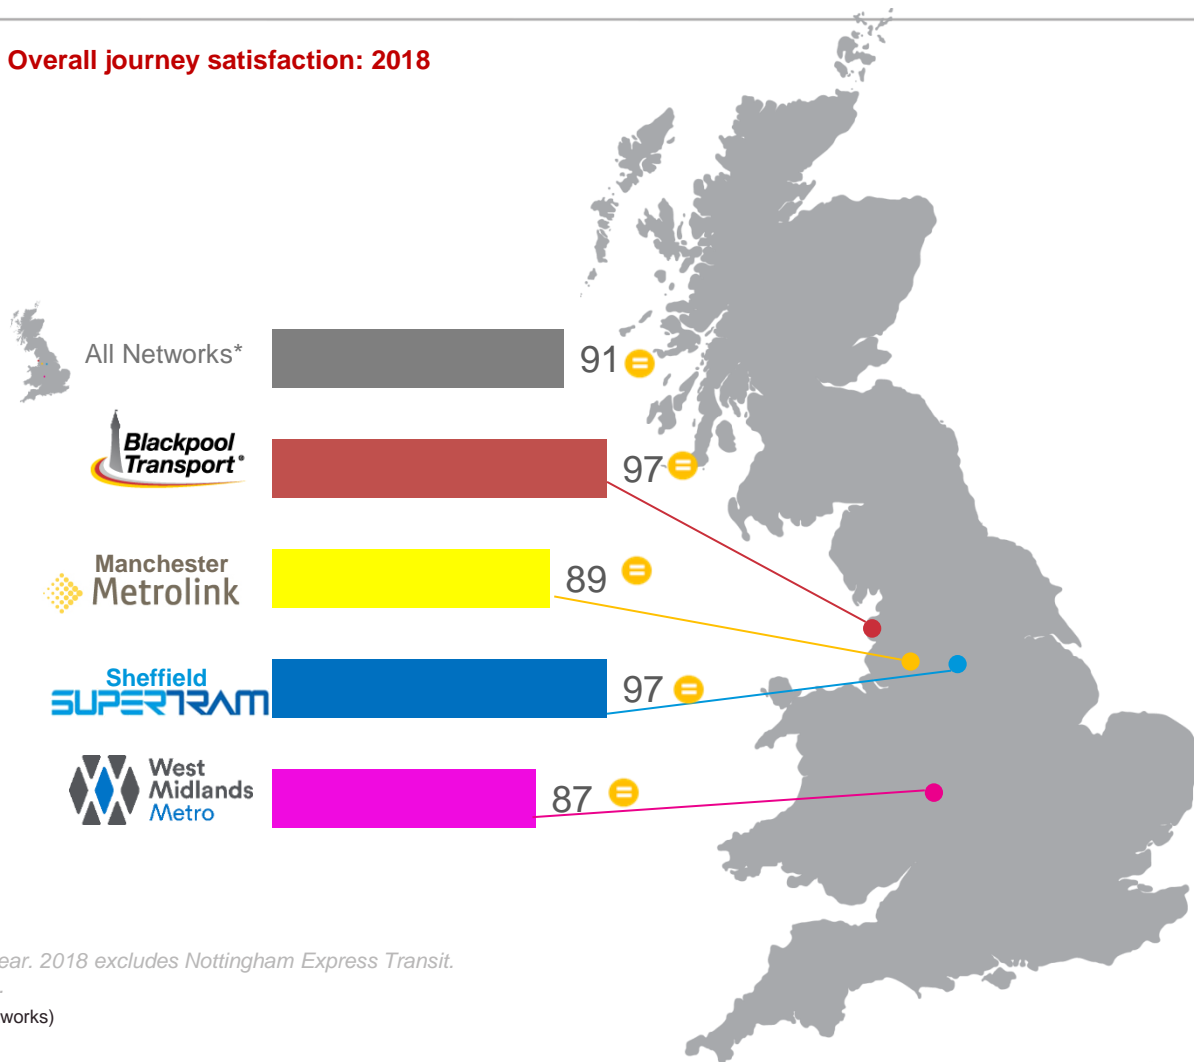 Overall journey satisfaction: 2018
All Networks*
91
Blackpool
Transport
97
Manchester
Metrolink
89
Sheffield
SUPERTRAM
97
West
Midlands
Metro
87
ear. 2018 excludes Nottingham Express Transit.
works)